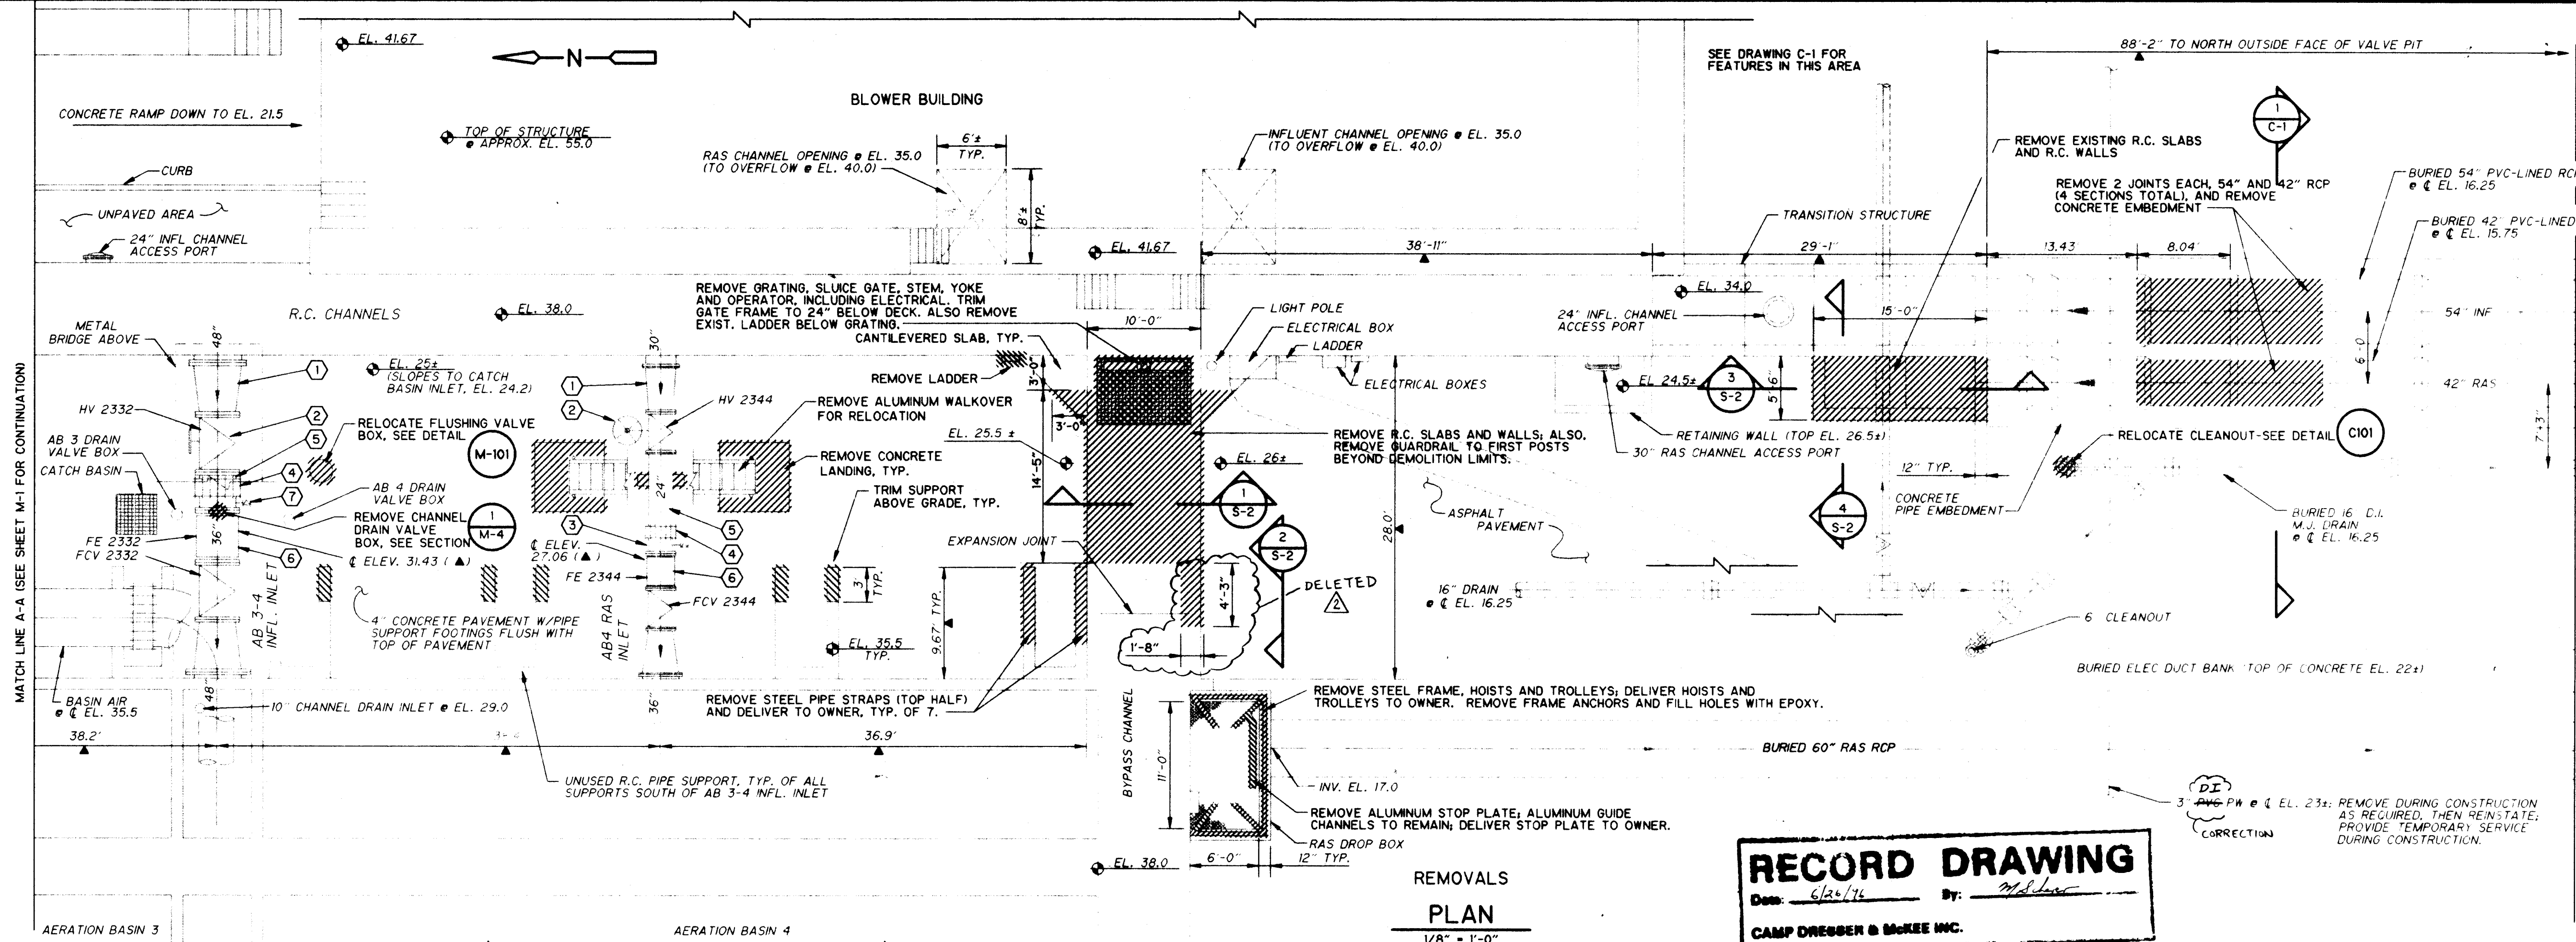 EL. 41.67
N
SEE DRAWING C-1 FOR
FEATURES IN THIS AREA
88'-2" TO NORTH OUTSIDE FACE OF VALVE PIT
CONCRETE RAMP DOWN TO EL. 21.5
BLOWER BUILDING
TOP OF STRUCTURE
@ APPROX. EL. 55.0
6'±
TYP.
8'±
TYP.
RAS CHANNEL OPENING @ EL. 35.0
(TO OVERFLOW @ EL. 40.0)
INFLUENT CHANNEL OPENING @ EL. 35.0
(TO OVERFLOW @ EL. 40.0)
1
C-1
REMOVE EXISTING R.C. SLABS
AND R.C. WALLS
CURB
UNPAVED AREA
24" INFL CHANNEL
ACCESS PORT
REMOVE 2 JOINTS EACH, 54" AND 42" RCP
(4 SECTIONS TOTAL), AND REMOVE
CONCRETE EMBEDMENT
BURIED 54" PVC-LINED RCP
@ ℄ EL. 16.25
BURIED 42" PVC-LINED
@ ℄ EL. 15.75
TRANSITION STRUCTURE
EL. 41.67
38'-11"
29'-1"
13.43
8.04'
REMOVE GRATING, SLUICE GATE, STEM, YOKE
AND OPERATOR, INCLUDING ELECTRICAL. TRIM
GATE FRAME TO 24" BELOW DECK. ALSO REMOVE
EXIST. LADDER BELOW GRATING.
CANTILEVERED SLAB, TYP.
R.C. CHANNELS
EL. 38.0
10'-0"
LIGHT POLE
ELECTRICAL BOX
LADDER
ELECTRICAL BOXES
EL. 34.0
24" INFL. CHANNEL
ACCESS PORT
15'-0"
54" INF
6'-0
42" RAS
7'±3"
METAL
BRIDGE ABOVE
48"
1
EL. 25±
(SLOPES TO CATCH
BASIN INLET, EL. 24.2)
30"
1
2
REMOVE LADDER
3'-0"
3'-0"
EL 24.5±
3
S-2
5'-6"
HV 2332
2
5
4
7
RELOCATE FLUSHING VALVE
BOX, SEE DETAIL
M-101
HV 2344
REMOVE ALUMINUM WALKOVER
FOR RELOCATION
REMOVE CONCRETE
LANDING, TYP.
TRIM SUPPORT
ABOVE GRADE, TYP.
EL. 25.5 ±
14'-5"
EL. 26±
REMOVE R.C. SLABS AND WALLS; ALSO,
REMOVE GUARDRAIL TO FIRST POSTS
BEYOND DEMOLITION LIMITS.
RETAINING WALL (TOP EL. 26.5±)
30" RAS CHANNEL ACCESS PORT
RELOCATE CLEANOUT-SEE DETAIL
C101
12" TYP.
CONCRETE
PIPE EMBEDMENT
AB 3 DRAIN
VALVE BOX
CATCH BASIN
AB 4 DRAIN
VALVE BOX
REMOVE CHANNEL
DRAIN VALVE
BOX, SEE SECTION
1
M-4
24"
3
5
4
6
℄ ELEV.
27.06 (▲)
FE 2344
FCV 2344
EXPANSION JOINT
1
S-2
2
S-2
28.0'
ASPHALT
PAVEMENT
4
S-2
BURIED 16" D.I.
M.J. DRAIN
@ ℄ EL. 16.25
FE 2332
FCV 2332
36"
6
℄ ELEV. 31.43 (▲)
3'
TYP.
9.67' TYP.
DELETED
2
4'-3"
1'-8"
16" DRAIN
@ ℄ EL. 16.25
6" CLEANOUT
AB 3-4
INFL. INLET
4" CONCRETE PAVEMENT W/PIPE
SUPPORT FOOTINGS FLUSH WITH
TOP OF PAVEMENT
AB4 RAS
INLET
EL. 35.5
TYP.
BURIED ELEC DUCT BANK (TOP OF CONCRETE EL. 22±)
MATCH LINE A-A (SEE SHEET M-1 FOR CONTINUATION)
BASIN AIR
@ ℄ EL. 35.5
48"
10" CHANNEL DRAIN INLET @ EL. 29.0
36"
REMOVE STEEL PIPE STRAPS (TOP HALF)
AND DELIVER TO OWNER, TYP. OF 7.
REMOVE STEEL FRAME, HOISTS AND TROLLEYS; DELIVER HOISTS AND
TROLLEYS TO OWNER. REMOVE FRAME ANCHORS AND FILL HOLES WITH EPOXY.
38.2'
36.9'
BYPASS CHANNEL
11'-0"
BURIED 60" RAS RCP
UNUSED R.C. PIPE SUPPORT, TYP. OF ALL
SUPPORTS SOUTH OF AB 3-4 INFL. INLET
INV. EL. 17.0
REMOVE ALUMINUM STOP PLATE; ALUMINUM GUIDE
CHANNELS TO REMAIN; DELIVER STOP PLATE TO OWNER.
RAS DROP BOX
DI
3" PVC PW @ ℄ EL. 23±; REMOVE DURING CONSTRUCTION
AS REQUIRED, THEN REINSTATE;
PROVIDE TEMPORARY SERVICE
DURING CONSTRUCTION.
CORRECTION
EL. 38.0
6'-0"
12" TYP.
REMOVALS
PLAN
1/8" = 1'-0"
RECORD DRAWING
Date: 6/26/96 By:
CAMP DRESSER & McKEE INC.
AERATION BASIN 3
AERATION BASIN 4